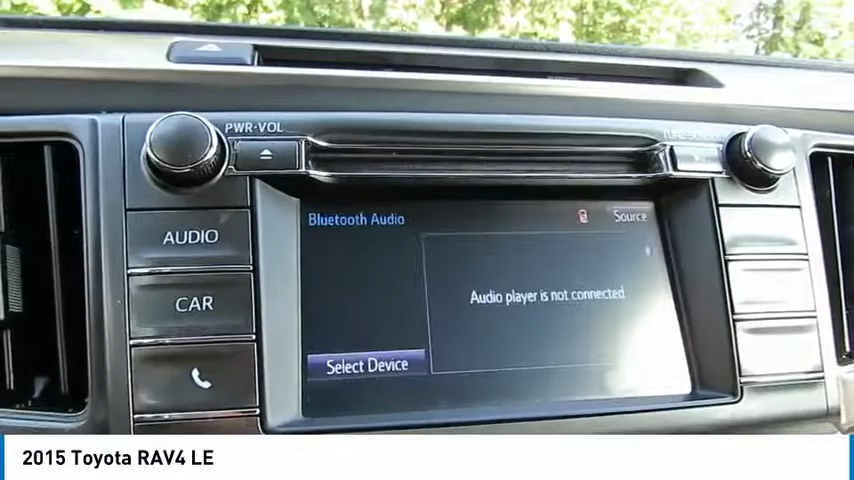 PWR·VOL
AUDIO
CAR
Bluetooth Audio
Source
Audio player is not connected
Select Device
2015 Toyota RAV4 LE